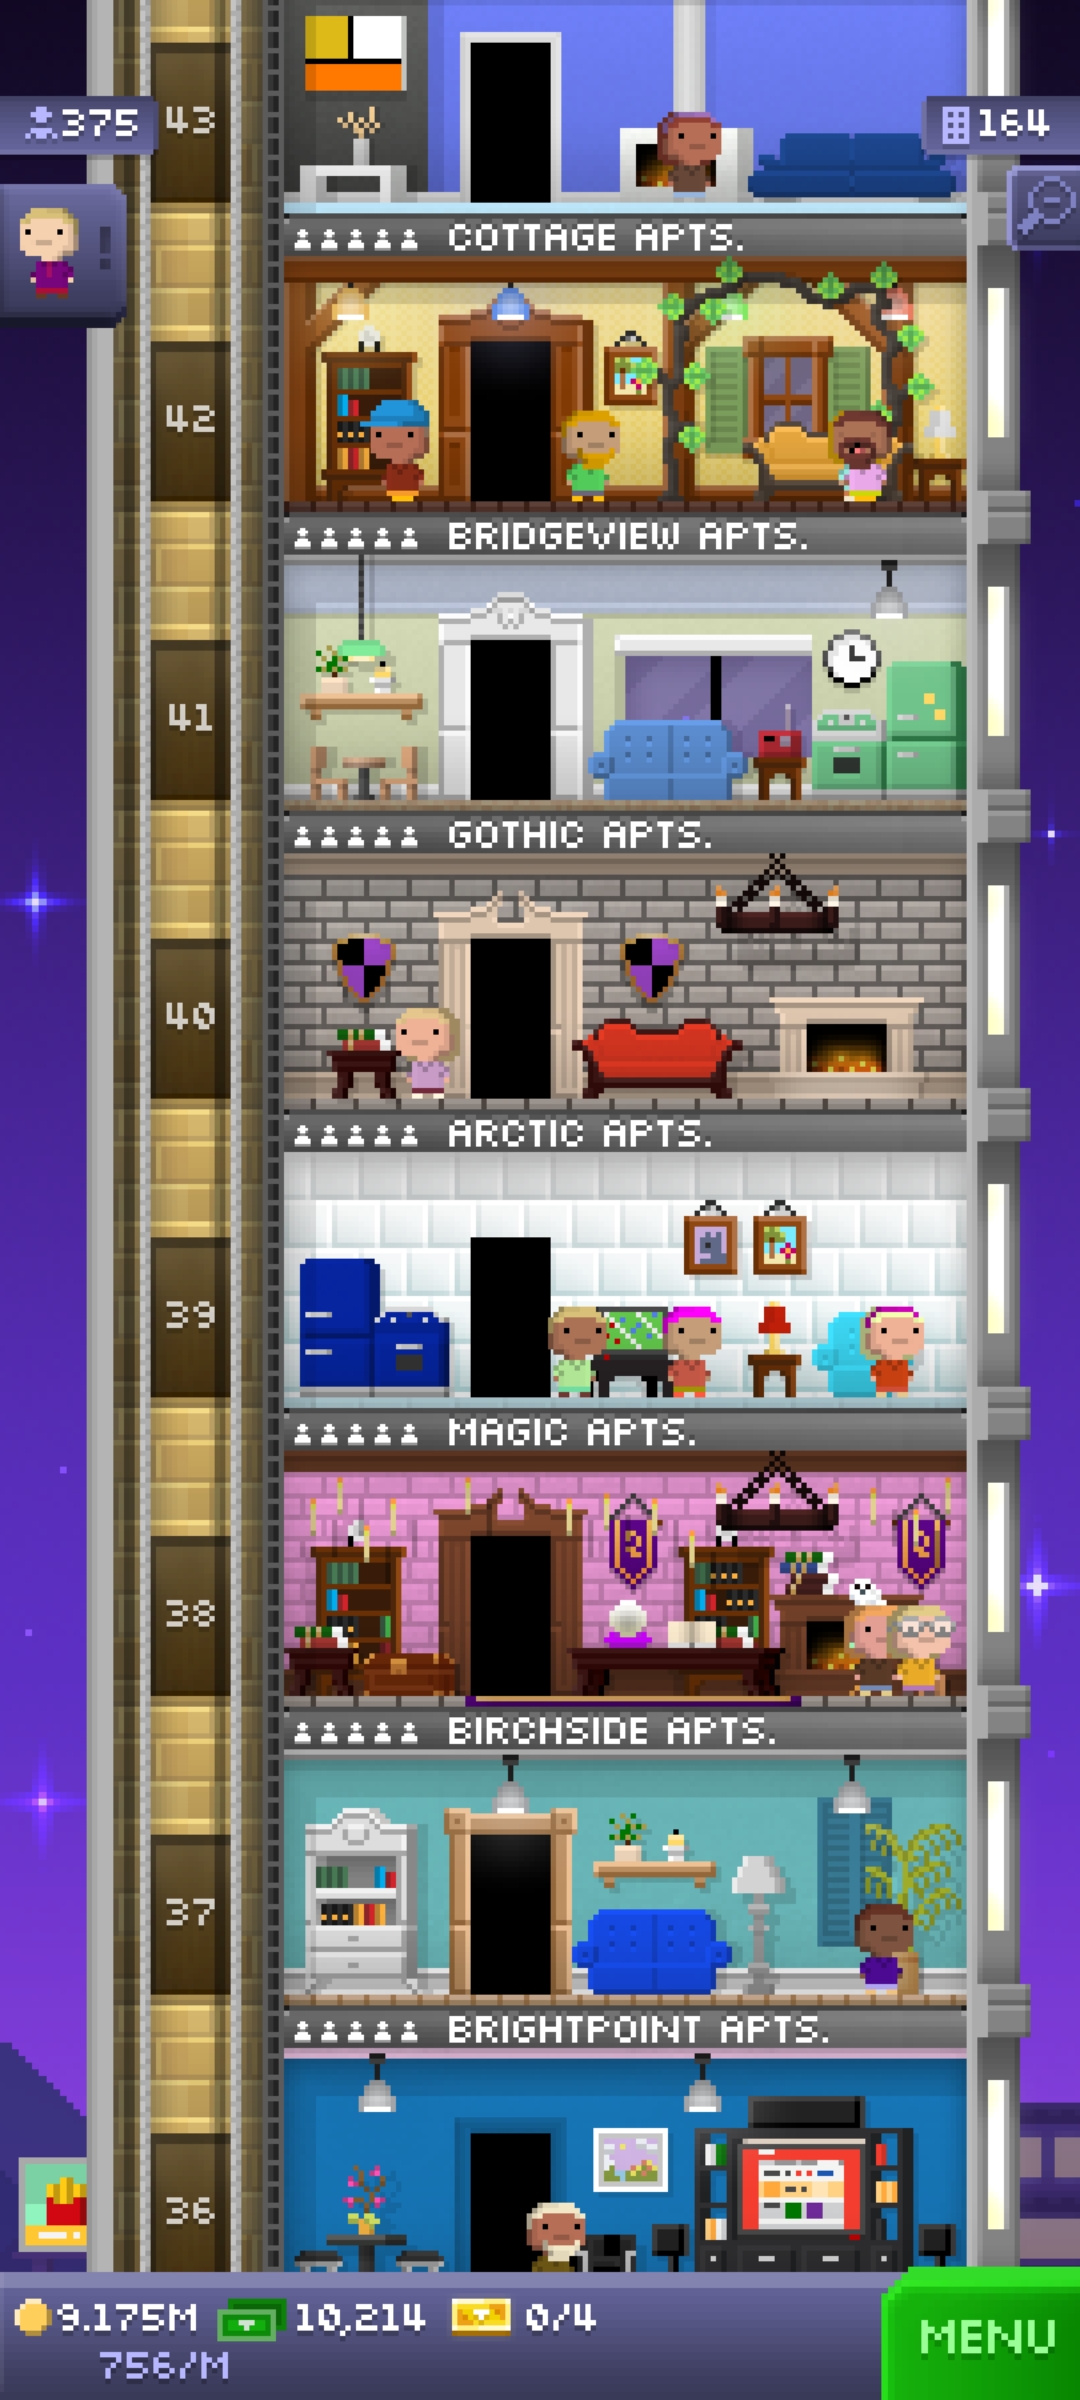 43
375
164
!
COTTAGE APTS.
42
BRIDGEVIEW APTS.
41
GOTHIC APTS.
40
ARCTIC APTS.
39
MAGIC APTS.
38
BIRCHSIDE APTS.
37
BRIGHTPOINT APTS.
36
9.175M 10,214 0/4
756/M
MENU